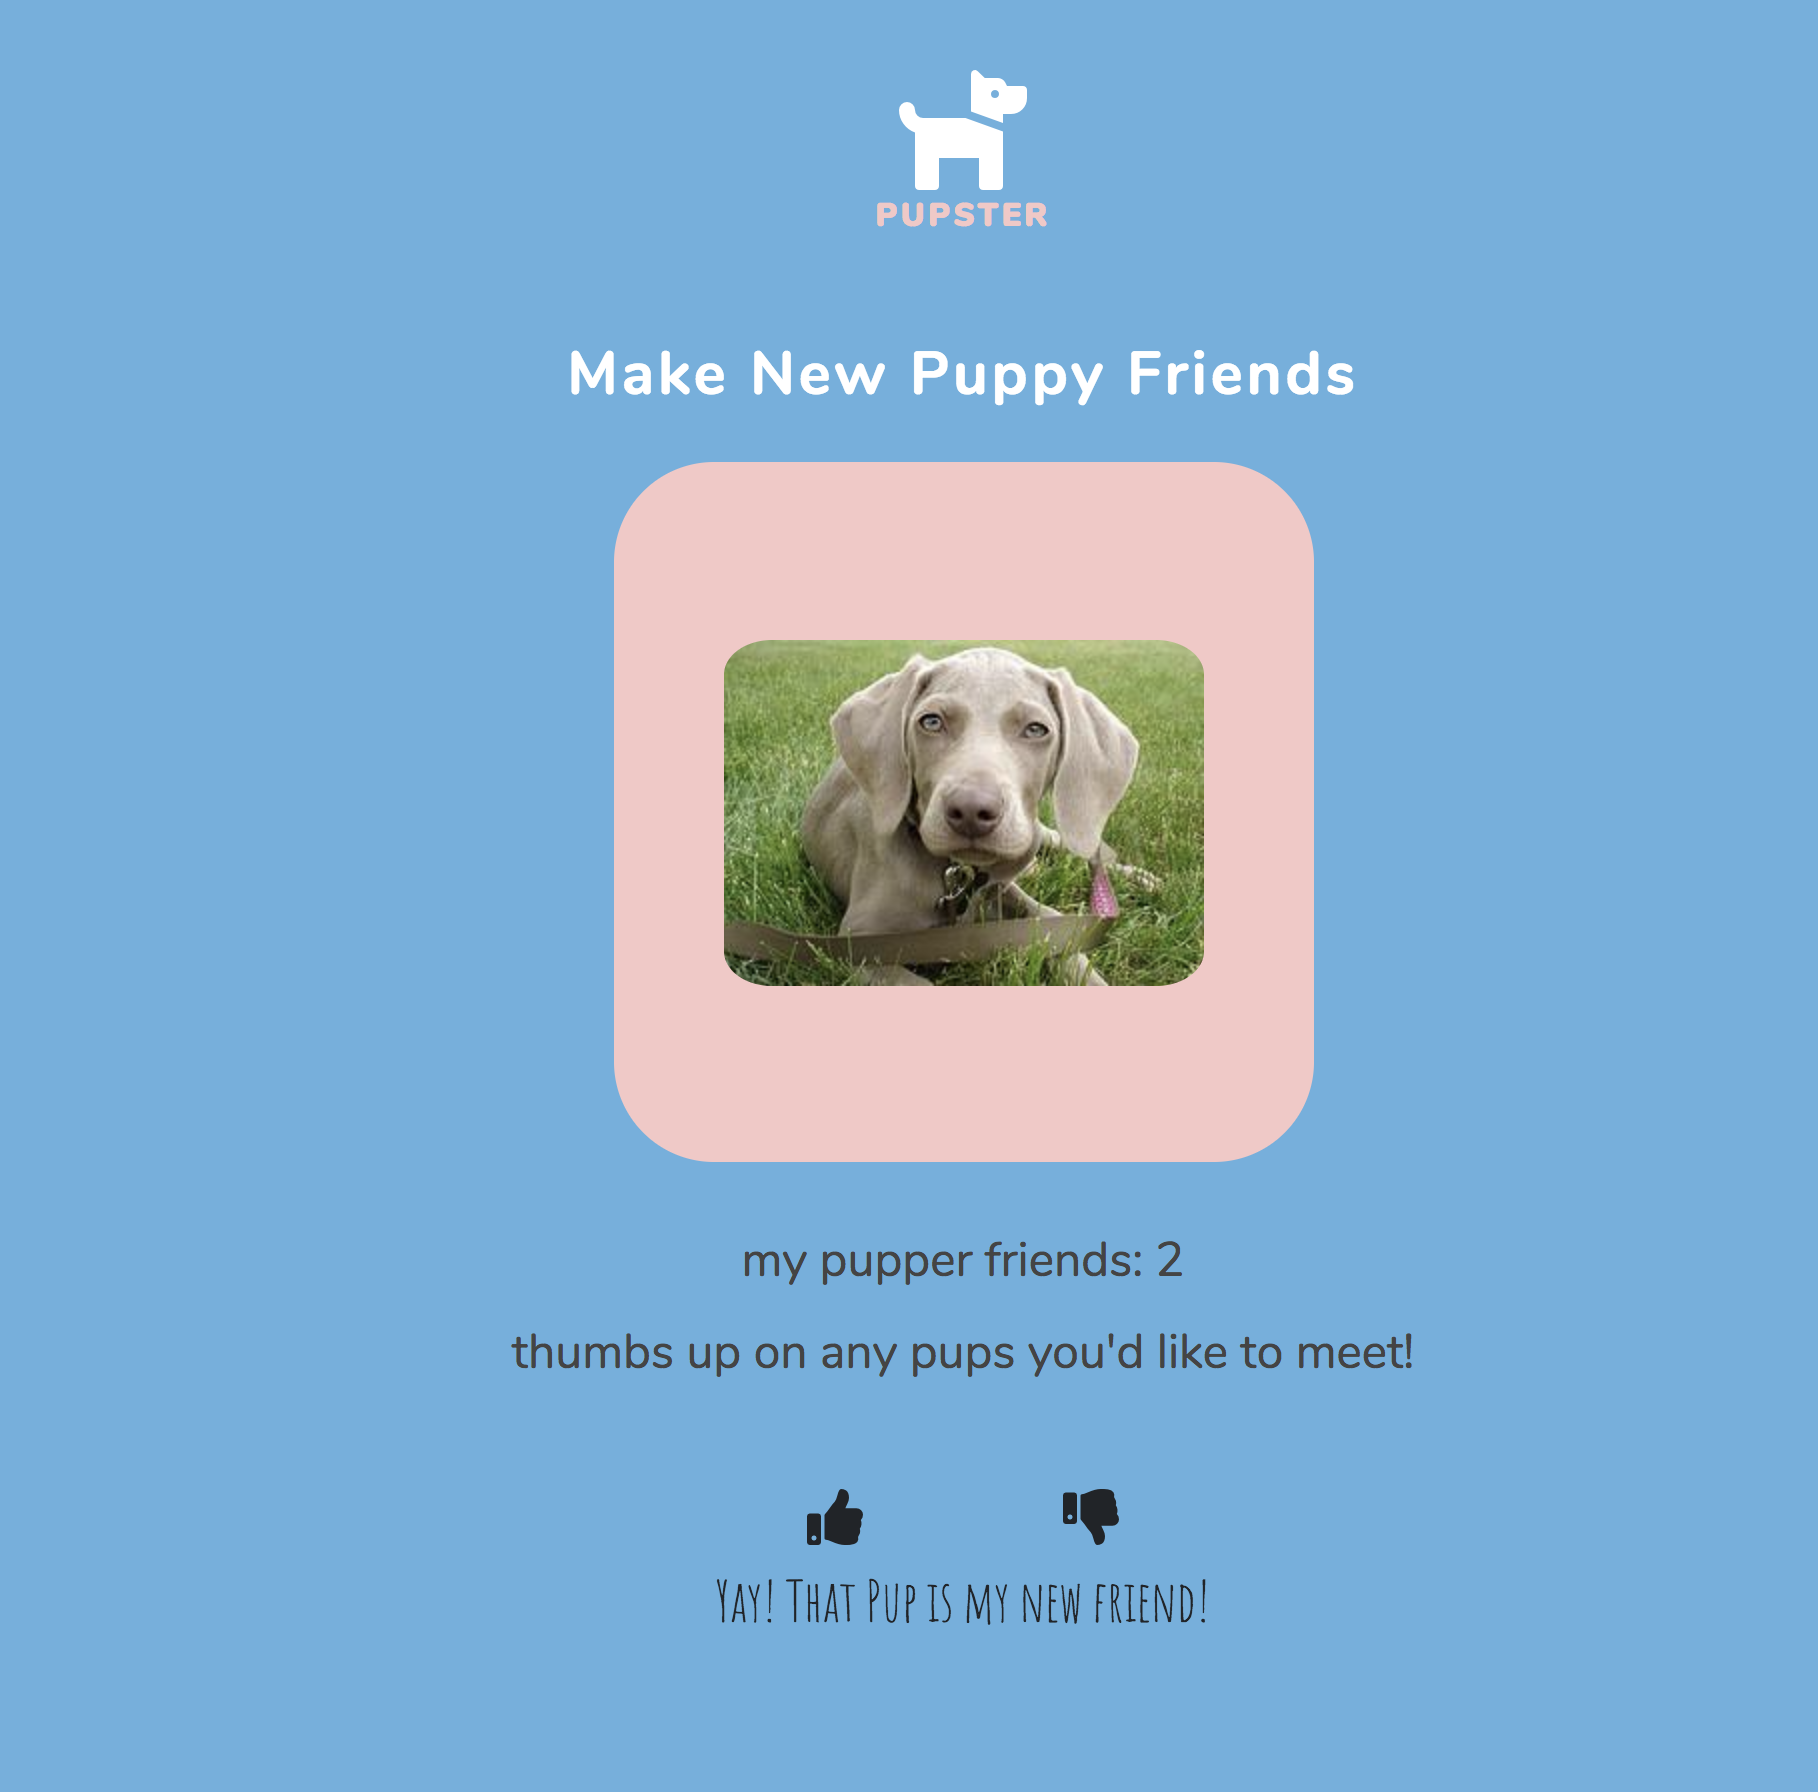 PUPSTER
Make New Puppy Friends
my pupper friends: 2
thumbs up on any pups you'd like to meet!
Yay! That Pup is my new friend!